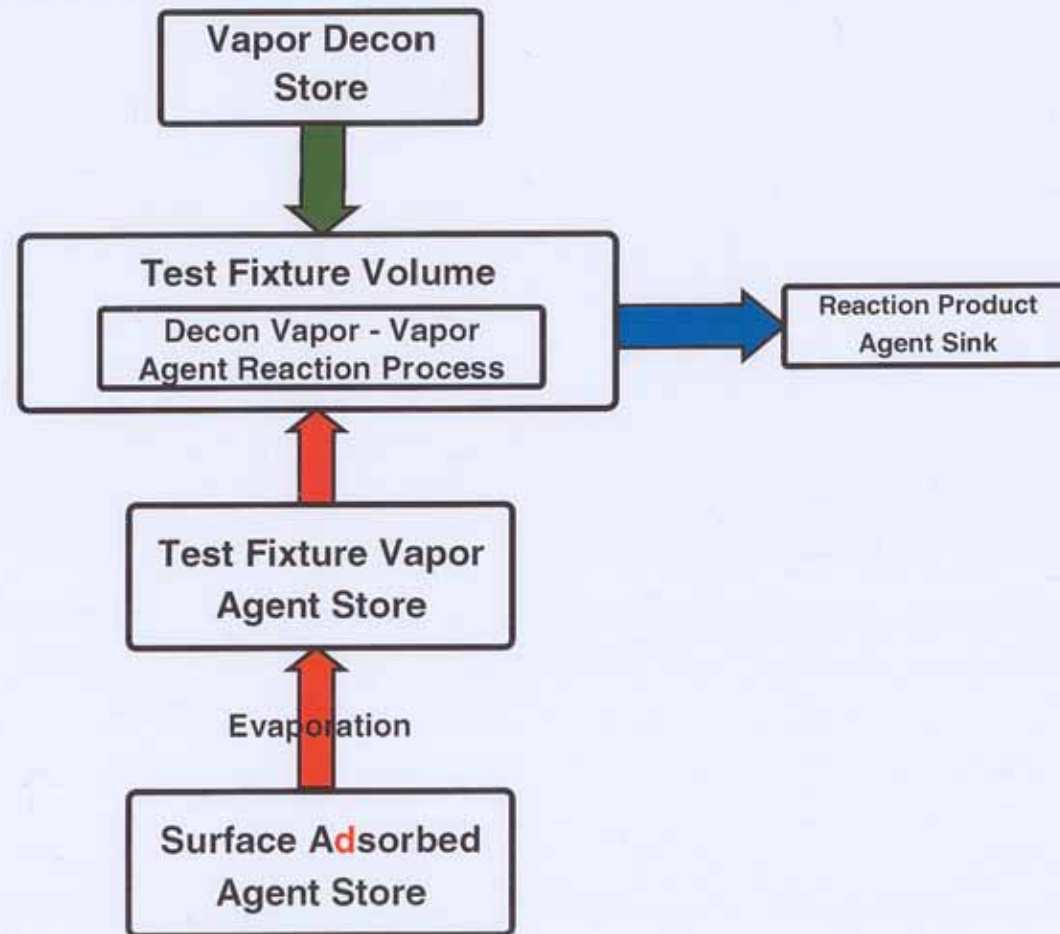 Vapor Decon
Store
Test Fixture Volume
Decon Vapor - Vapor
Agent Reaction Process
Reaction Product
Agent Sink
Test Fixture Vapor
Agent Store
Evaporation
Surface Adsorbed
Agent Store